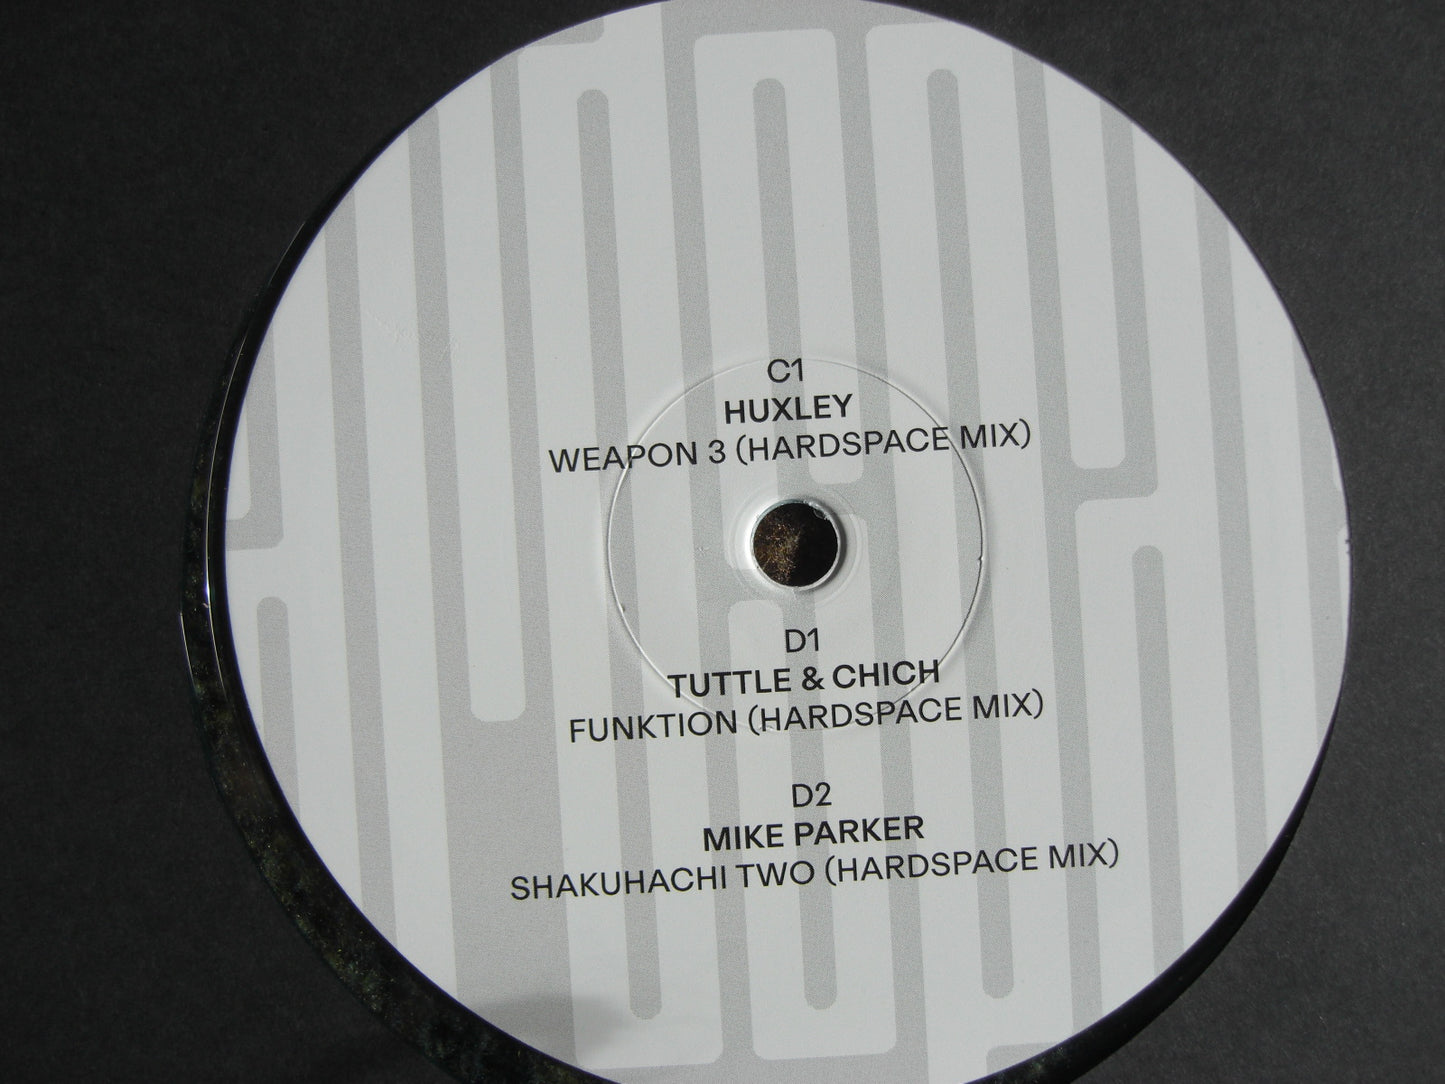 C1
HUXLEY
WEAPON 3 (HARDSPACE MIX)
D1
TUTTLE & CHICH
FUNKTION (HARDSPACE MIX)
D2
MIKE PARKER
SHAKUHACHI TWO (HARDSPACE MIX)